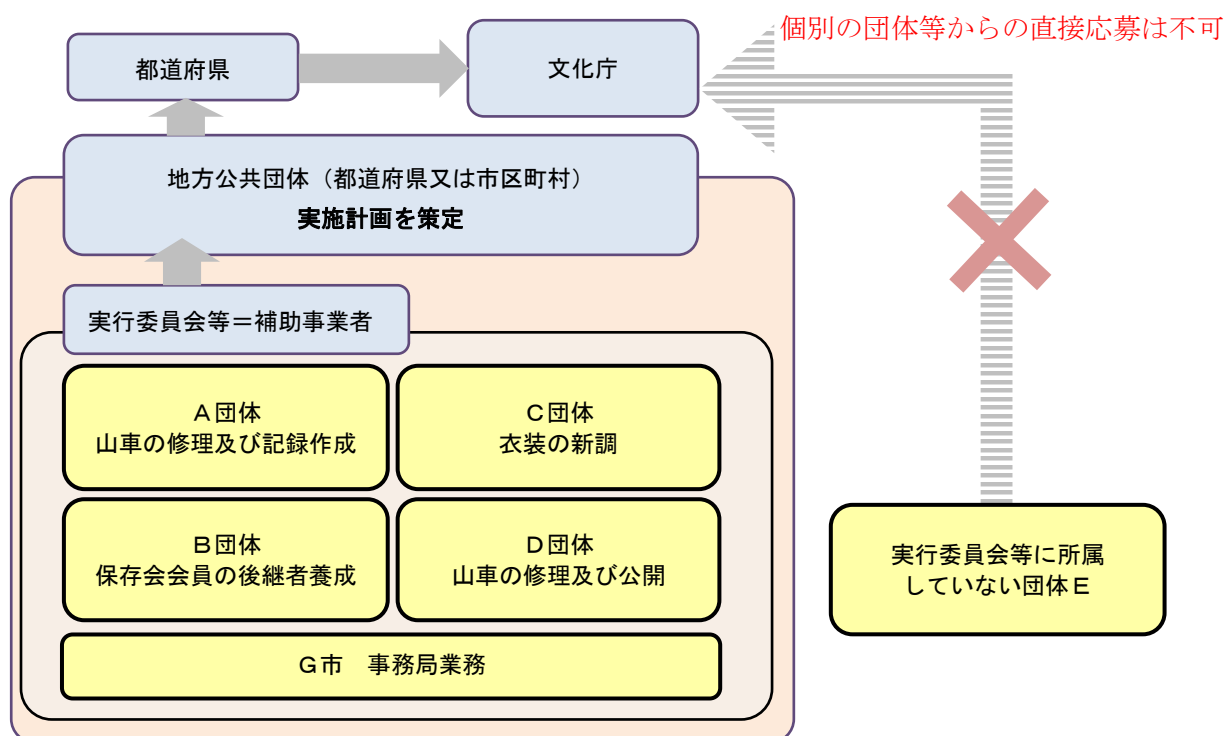 個別の団体等からの直接応募は不可
都道府県
文化庁
地方公共団体（都道府県又は市区町村）
実施計画を策定
実行委員会等＝補助事業者
Ａ団体
山車の修理及び記録作成
Ｃ団体
衣装の新調
Ｂ団体
保存会会員の後継者養成
Ｄ団体
山車の修理及び公開
Ｇ市　事務局業務
実行委員会等に所属
していない団体Ｅ